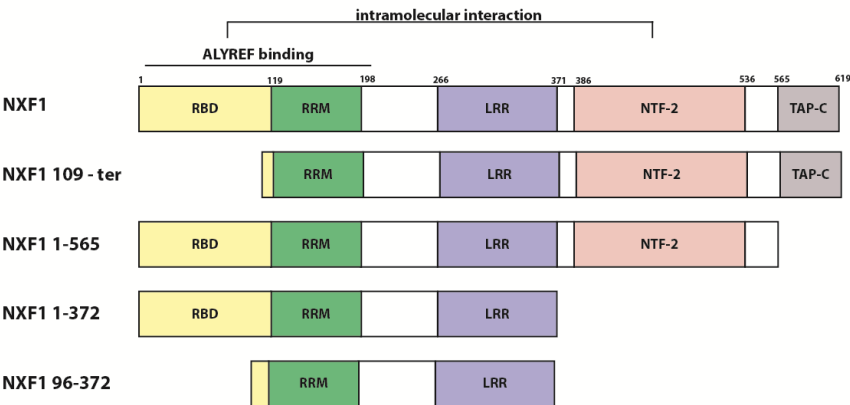 intramolecular interaction
ALYREF binding
1 119 198 266 371 386 536 565 619
NXF1 RBD RRM LRR NTF-2 TAP-C
NXF1 109 - ter RRM LRR NTF-2 TAP-C
NXF1 1-565 RBD RRM LRR NTF-2
NXF1 1-372 RBD RRM LRR
NXF1 96-372 RRM LRR